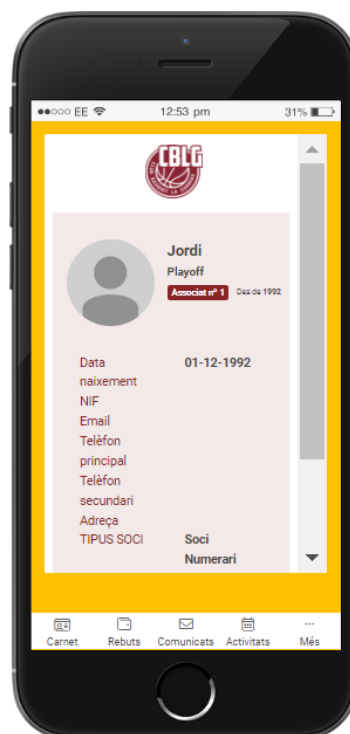 EE 12:53 pm 31%
CBLG
Jordi
Playoff
Associat nº 1 Des de 1992
Data 01-12-1992
naixement
NIF
Email
Telèfon
principal
Telèfon
secundari
Adreça
TIPUS SOCI Soci
Numerari
Carnet Rebuts Comunicats Activitats Més